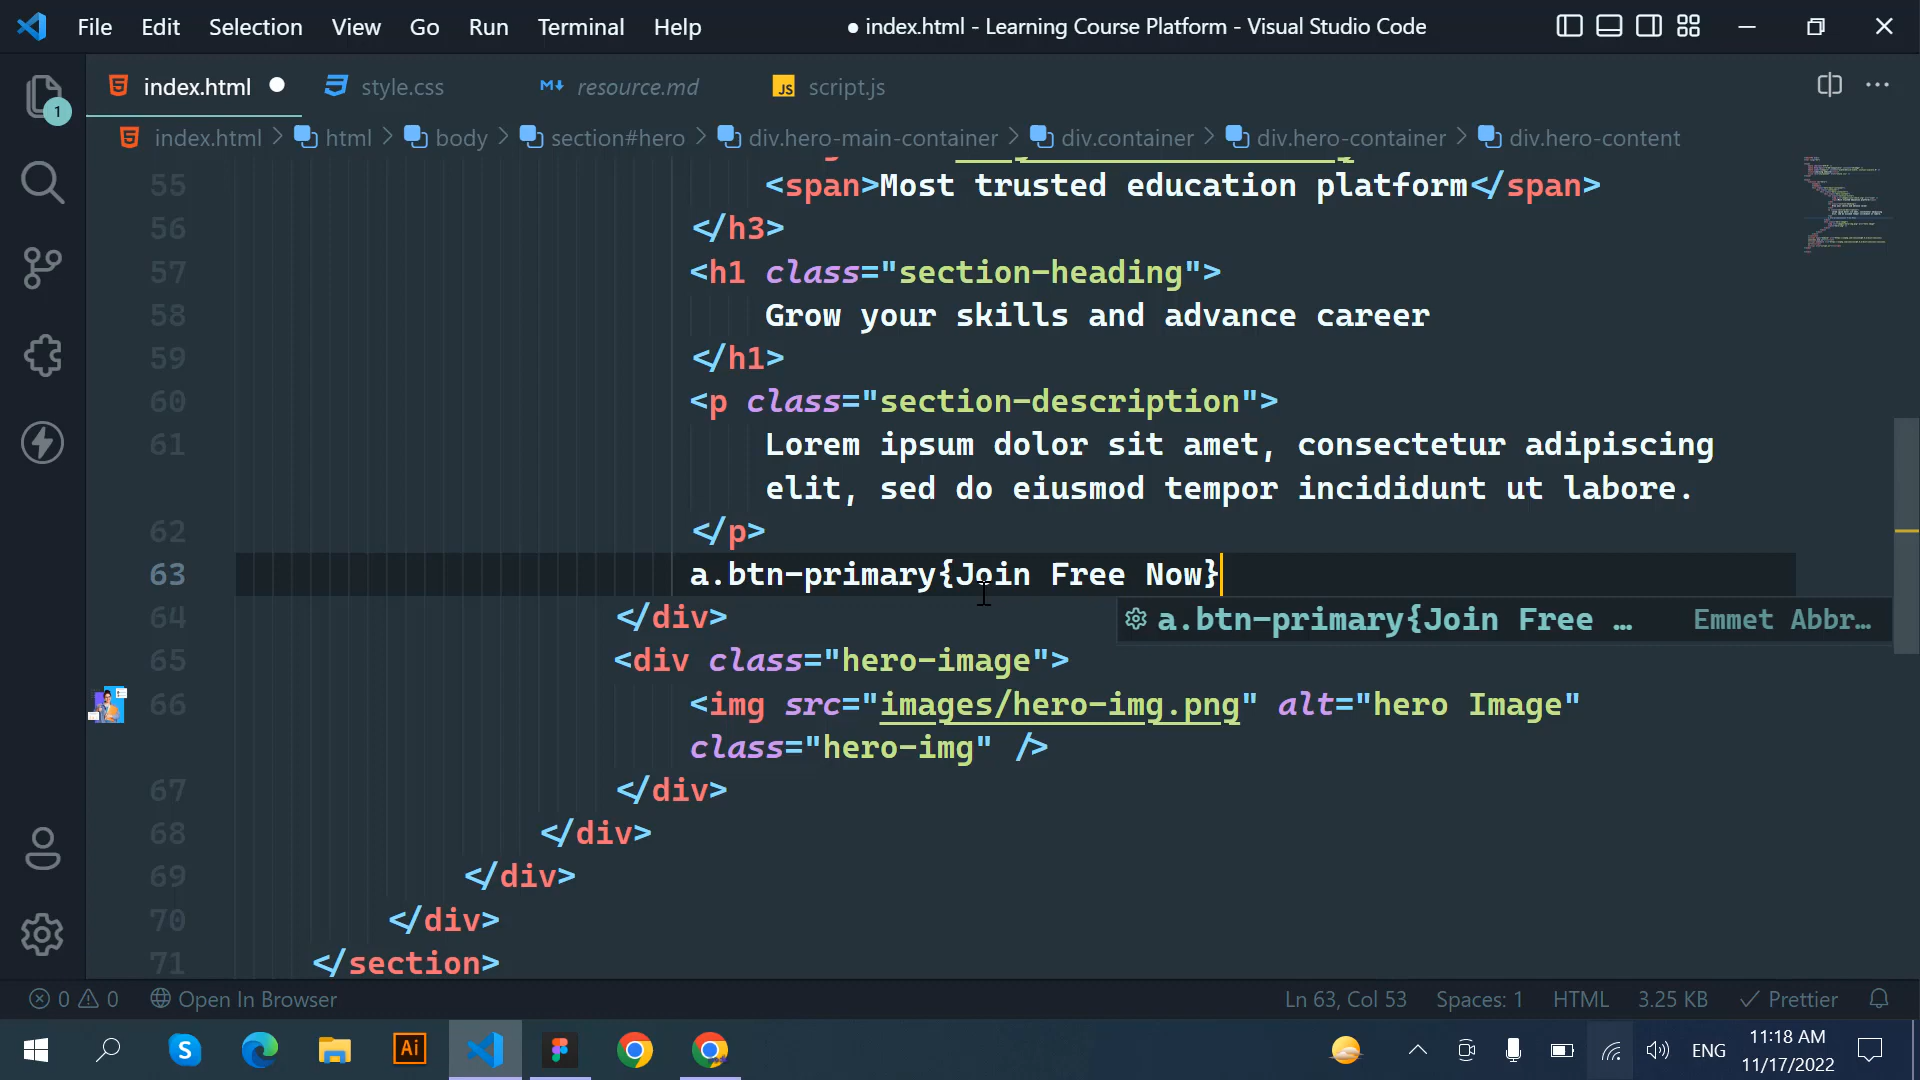 File Edit Selection View Go Run Terminal Help ● index.html - Learning Course Platform - Visual Studio Code
index.html style.css resource.md JS script.js
1
index.html > html > body > section#hero > div.hero-main-container > div.container > div.hero-container > div.hero-content
55 <span>Most trusted education platform</span>
56 </h3>
57 <h1 class="section-heading">
58 Grow your skills and advance career
59 </h1>
60 <p class="section-description">
61 Lorem ipsum dolor sit amet, consectetur adipiscing
elit, sed do eiusmod tempor incididunt ut labore.
62 </p>
63 a.btn-primary{Join Free Now}
64 </div>
a.btn-primary{Join Free … Emmet Abbr…
65 <div class="hero-image">
66 <img src="images/hero-img.png" alt="hero Image"
class="hero-img" />
67 </div>
68 </div>
69 </div>
70 </div>
71 </section>
0 0 Open In Browser Ln 63, Col 53 Spaces: 1 HTML 3.25 KB ✓ Prettier
S Ai ENG 11:18 AM
11/17/2022